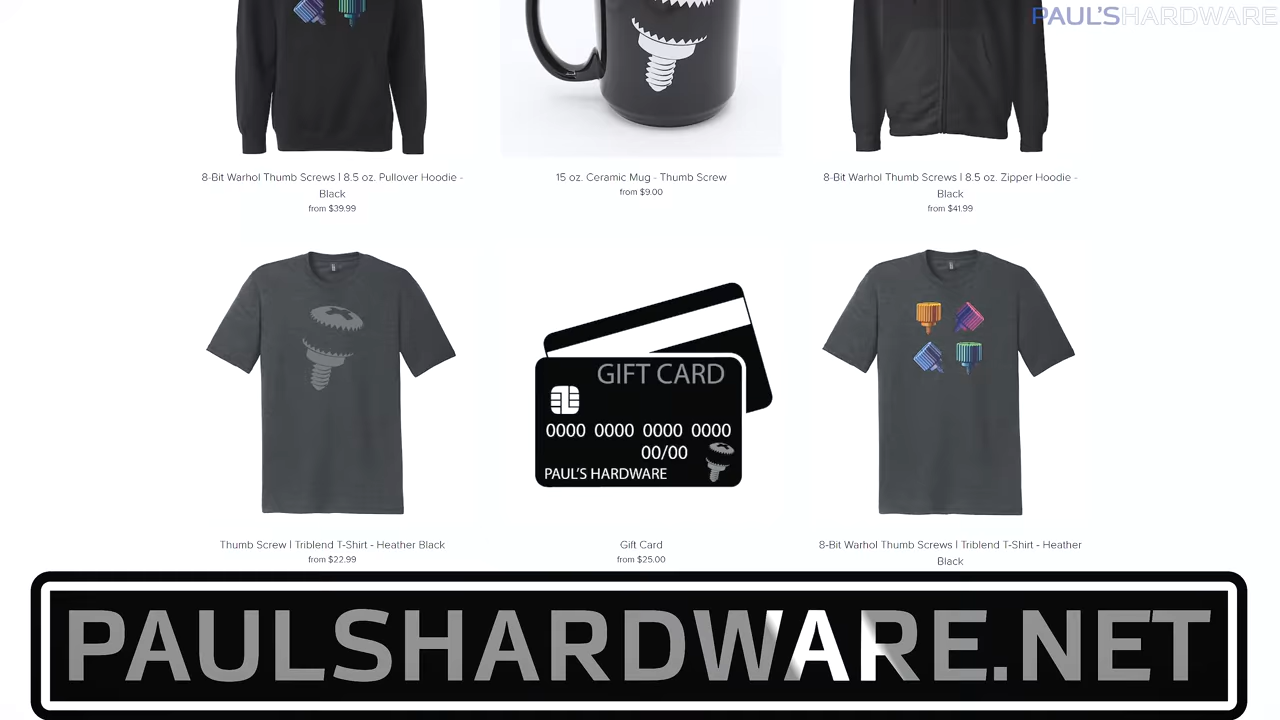 PAUL'SHARDWARE
8-Bit Warhol Thumb Screws | 8.5 oz. Pullover Hoodie -
Black
from $39.99
15 oz. Ceramic Mug - Thumb Screw
from $9.00
8-Bit Warhol Thumb Screws | 8.5 oz. Zipper Hoodie -
Black
from $41.99
GIFT CARD
0000 0000 0000 0000
00/00
PAUL'S HARDWARE
Thumb Screw | Triblend T-Shirt - Heather Black
from $22.99
Gift Card
from $25.00
8-Bit Warhol Thumb Screws | Triblend T-Shirt - Heather
Black
PAULSHARDWARE.NET